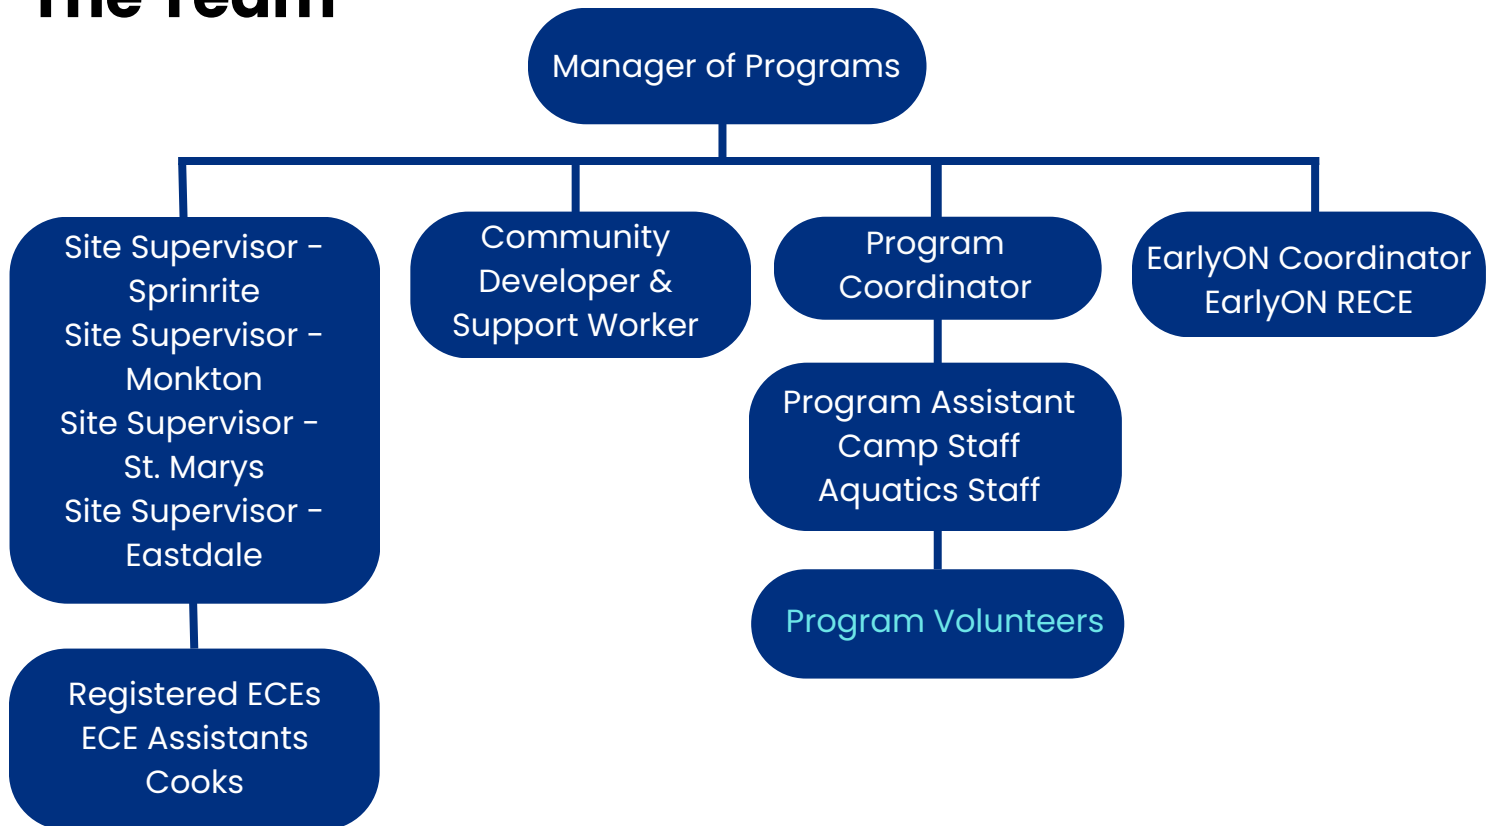 The Team
Manager of Programs
Site Supervisor -
Sprinrite
Site Supervisor -
Monkton
Site Supervisor -
St. Marys
Site Supervisor -
Eastdale
Registered ECEs
ECE Assistants
Cooks
Community
Developer &
Support Worker
Program
Coordinator
Program Assistant
Camp Staff
Aquatics Staff
Program Volunteers
EarlyON Coordinator
EarlyON RECE